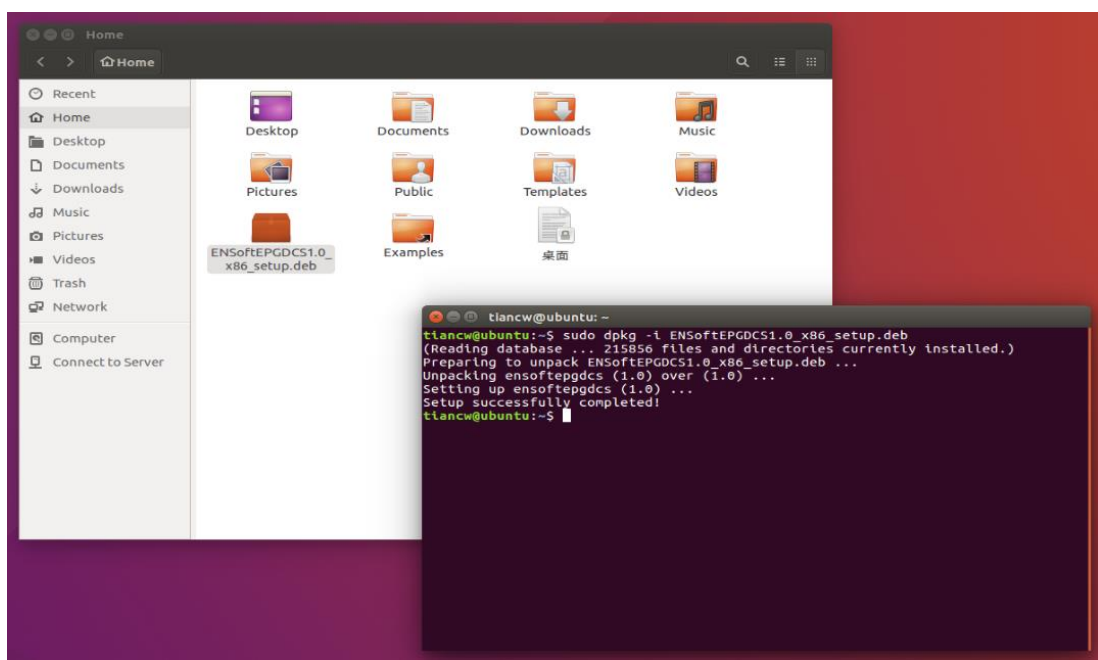 Home
Home
Recent
Home
Desktop
Documents
Downloads
Music
Pictures
Videos
Trash
Network
Computer
Connect to Server
Desktop
Documents
Downloads
Music
Pictures
Public
Templates
Videos
ENSoftEPGDCS1.0_
x86_setup.deb
Examples
桌面
tiancw@ubuntu: ~
tiancw@ubuntu:~$ sudo dpkg -i ENSoftEPGDCS1.0_x86_setup.deb
(Reading database ... 215856 files and directories currently installed.)
Preparing to unpack ENSoftEPGDCS1.0_x86_setup.deb ...
Unpacking ensoftepgdcs (1.0) over (1.0) ...
Setting up ensoftepgdcs (1.0) ...
Setup successfully completed!
tiancw@ubuntu:~$